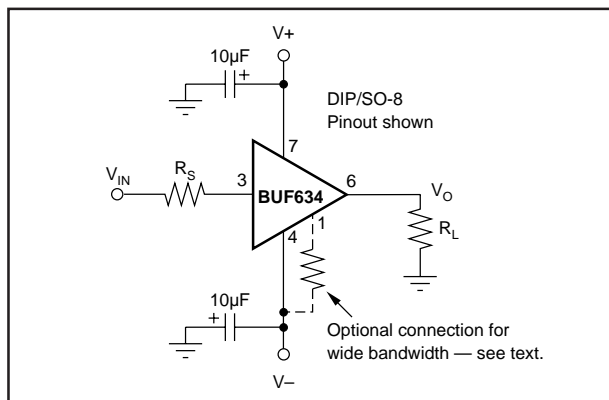 V+
10µF
+
DIP/SO-8
Pinout shown
7
V_IN
R_S
3
BUF634
6
V_O
R_L
1
4
10µF
+
Optional connection for
wide bandwidth — see text.
V–